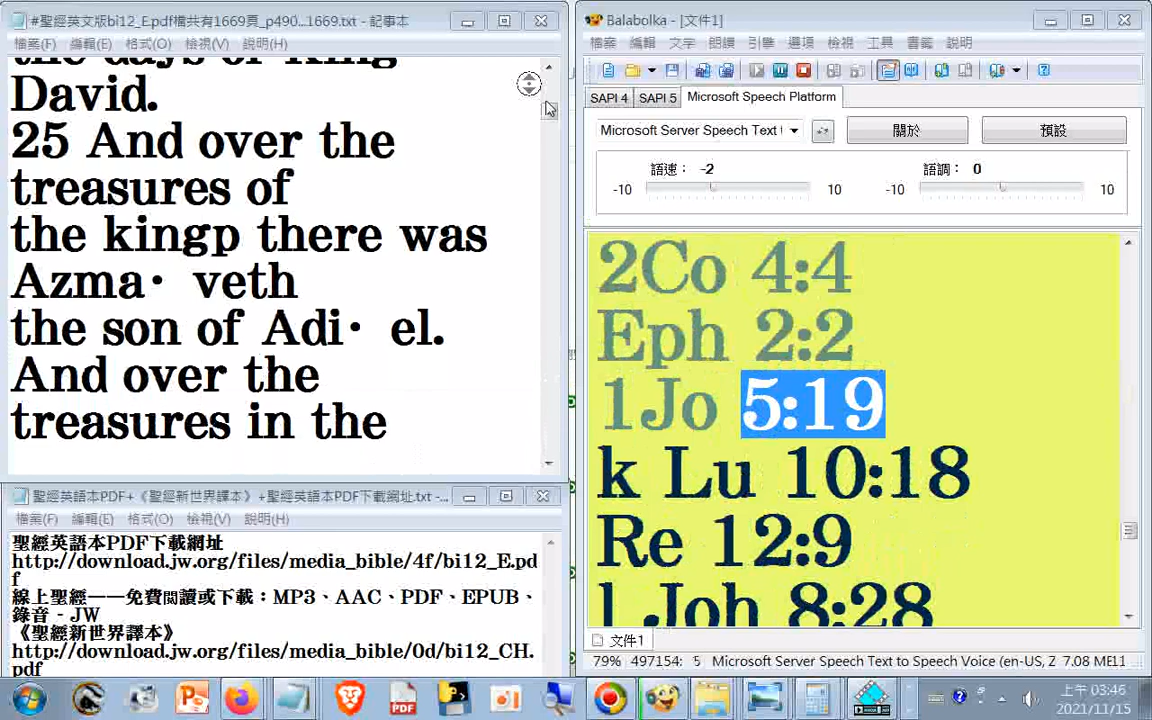 #聖經英文版bi12_E.pdf檔共有1669頁_p490...1669.txt - 記事本
檔案(F) 編輯(E) 格式(O) 檢視(V) 說明(H)
the days of King
David.
25 And over the
treasures of
the kingp there was
Azma· veth
the son of Adi· el.
And over the
treasures in the
聖經英語本PDF+《聖經新世界譯本》+聖經英語本PDF下載網址.txt - ...
檔案(F) 編輯(E) 格式(O) 檢視(V) 說明(H)
聖經英語本PDF下載網址
http://download.jw.org/files/media_bible/4f/bi12_E.pd
f
線上聖經——免費閱讀或下載：MP3、AAC、PDF、EPUB、
錄音 - JW
《聖經新世界譯本》
http://download.jw.org/files/media_bible/0d/bi12_CH.
pdf
Balabolka - [文件1]
檔案 編輯 文字 朗讀 引擎 選項 檢視 工具 書籤 說明
SAPI 4 SAPI 5 Microsoft Speech Platform
Microsoft Server Speech Text 關於 預設
語速： -2 語調： 0
-10 10 -10 10
2Co 4:4
Eph 2:2
1Jo 5:19
k Lu 10:18
Re 12:9
l Joh 8:28
文件1
79% 497154: 5 Microsoft Server Speech Text to Speech Voice (en-US, Z 7.08 ME11
上午 03:46
2021/11/15